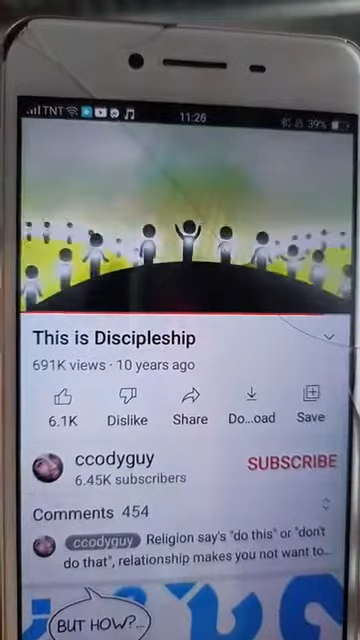 TNT 11:26 39%
This is Discipleship
691K views · 10 years ago
6.1K Dislike Share Do...oad Save
ccodyguy SUBSCRIBE
6.45K subscribers
Comments 454
ccodyguy Religion say's "do this" or "don't
do that", relationship makes you not want to...
BUT HOW?...